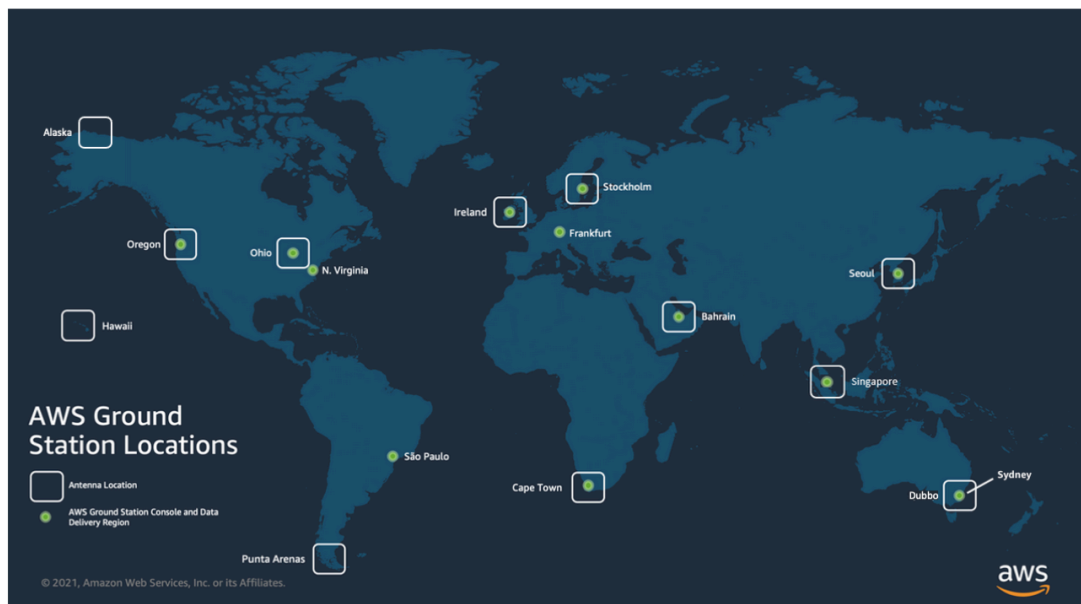 Alaska
Stockholm
Ireland
Frankfurt
Oregon
Ohio
N. Virginia
Seoul
Bahrain
Hawaii
Singapore
AWS Ground
Station Locations
São Paulo
Sydney
Antenna Location
Cape Town
Dubbo
AWS Ground Station Console and Data
Delivery Region
Punta Arenas
© 2021, Amazon Web Services, Inc. or its Affiliates.
aws